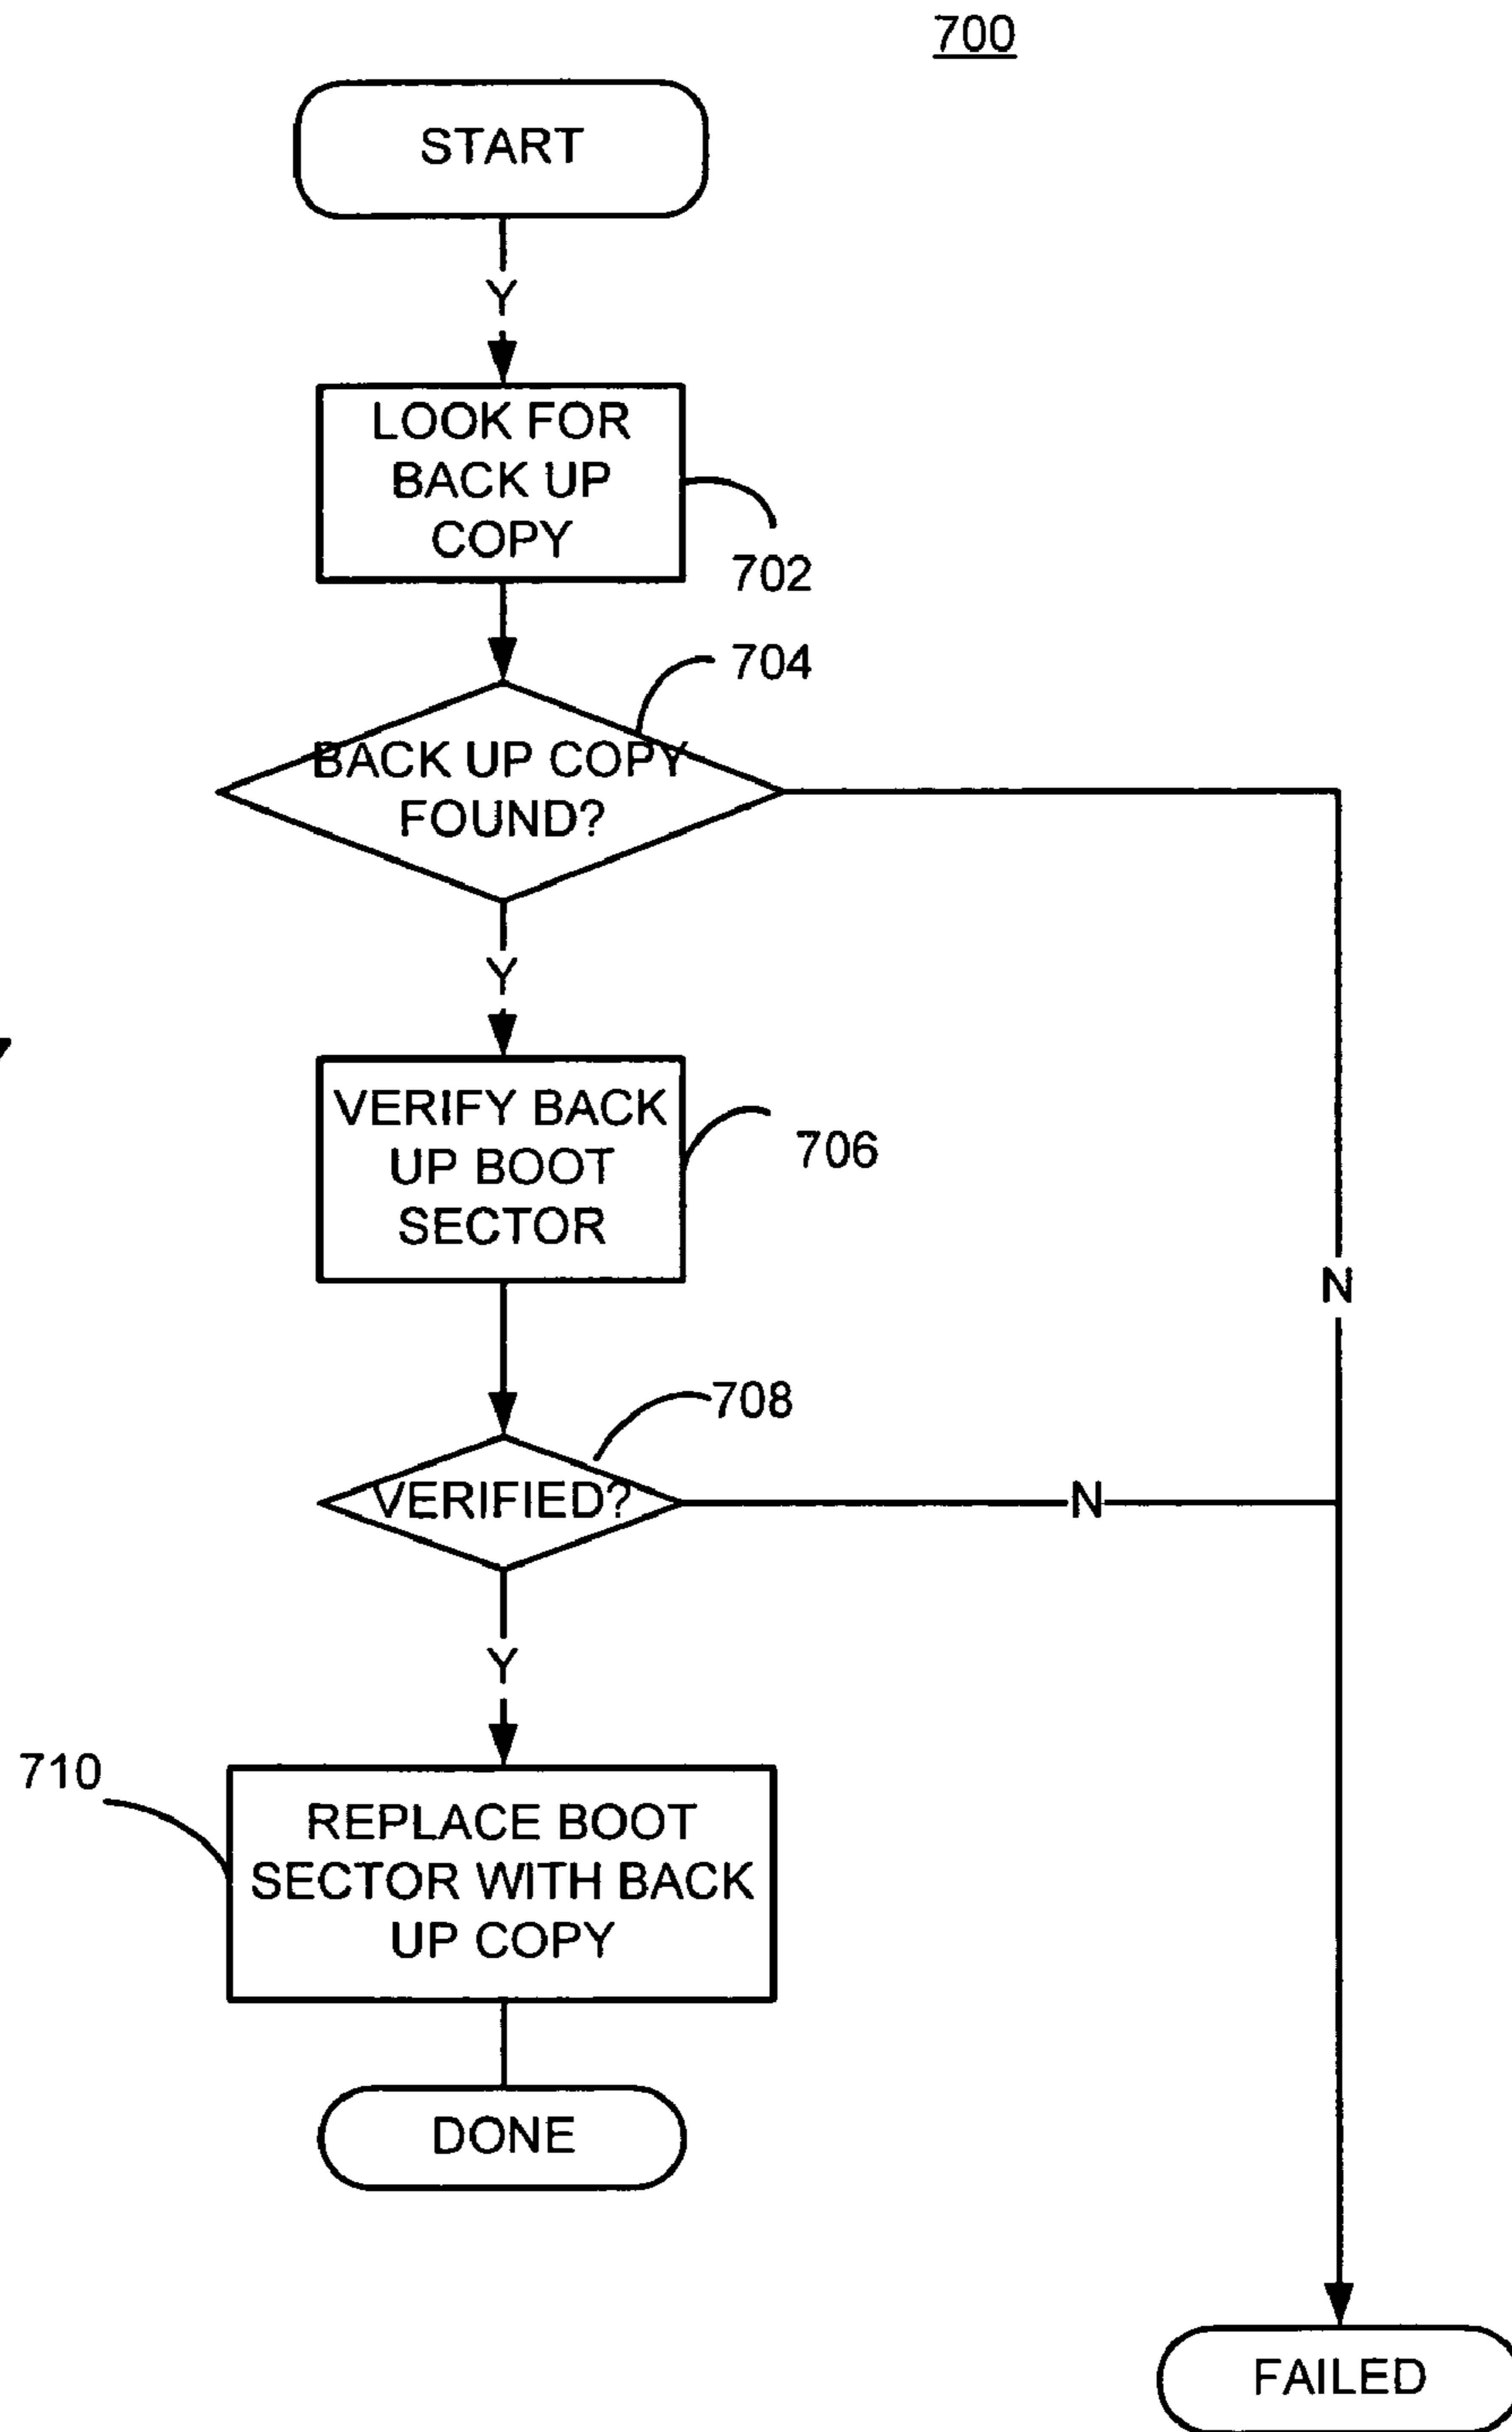 700
START
Y
LOOK FOR
BACK UP
COPY
702
704
BACK UP COPY
FOUND?
Y
VERIFY BACK
UP BOOT
SECTOR
706
N
708
VERIFIED?
N
Y
710
REPLACE BOOT
SECTOR WITH BACK
UP COPY
DONE
FAILED